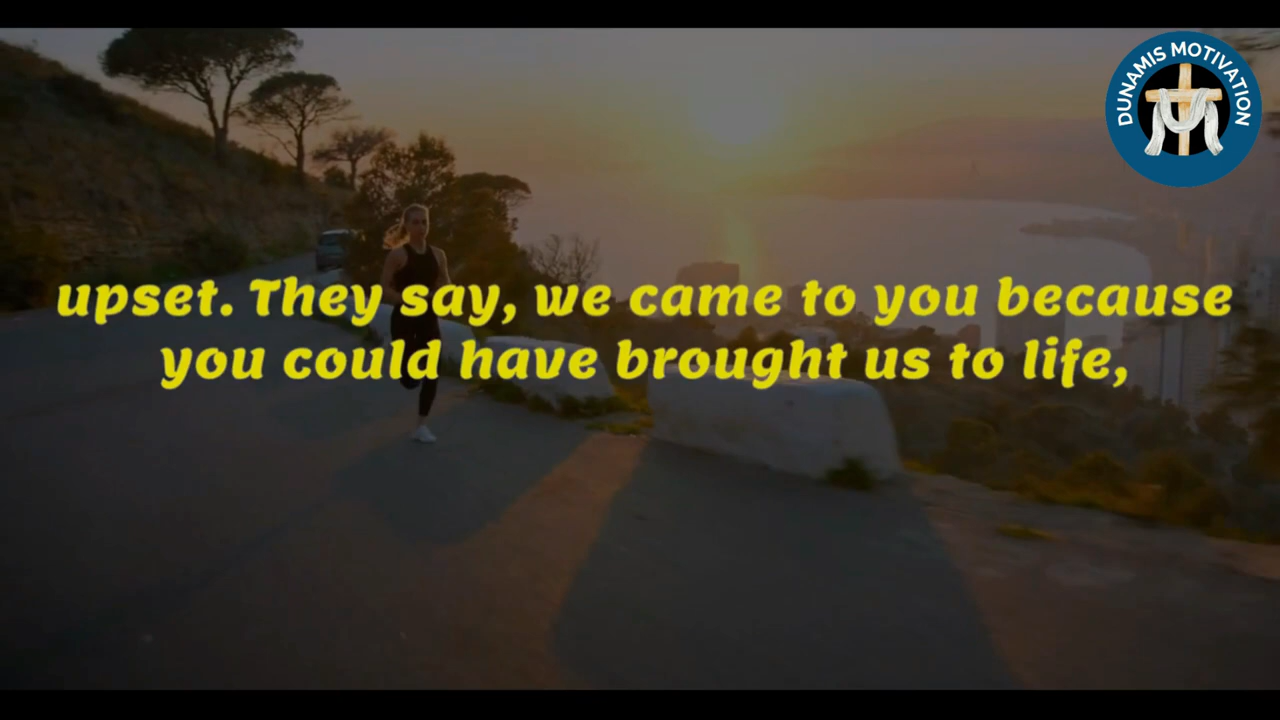 DUNAMIS MOTIVATION
upset. They say, we came to you because
you could have brought us to life,